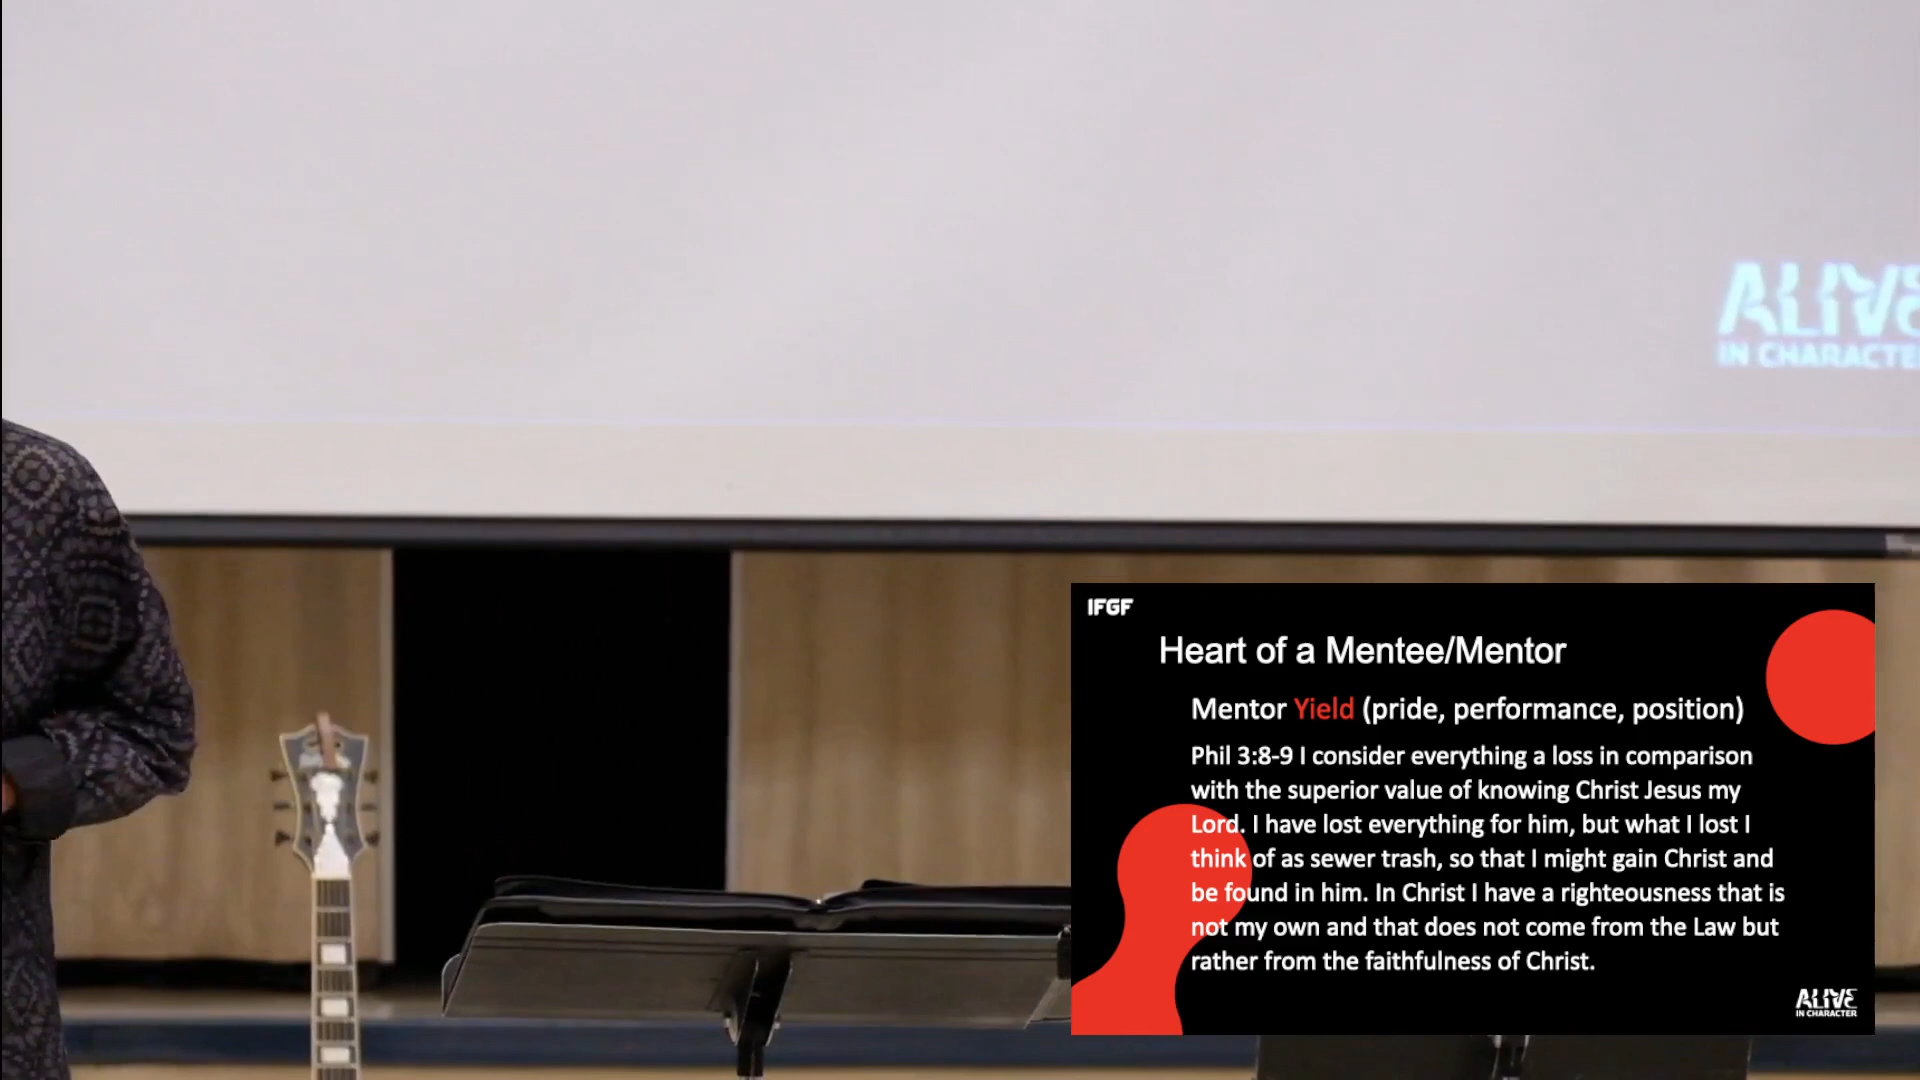 ALIVE
IN CHARACTE
IFGF
Heart of a Mentee/Mentor
Mentor Yield (pride, performance, position)
Phil 3:8-9 I consider everything a loss in comparison
with the superior value of knowing Christ Jesus my
Lord. I have lost everything for him, but what I lost I
think of as sewer trash, so that I might gain Christ and
be found in him. In Christ I have a righteousness that is
not my own and that does not come from the Law but
rather from the faithfulness of Christ.
ALIVE
IN CHARACTER